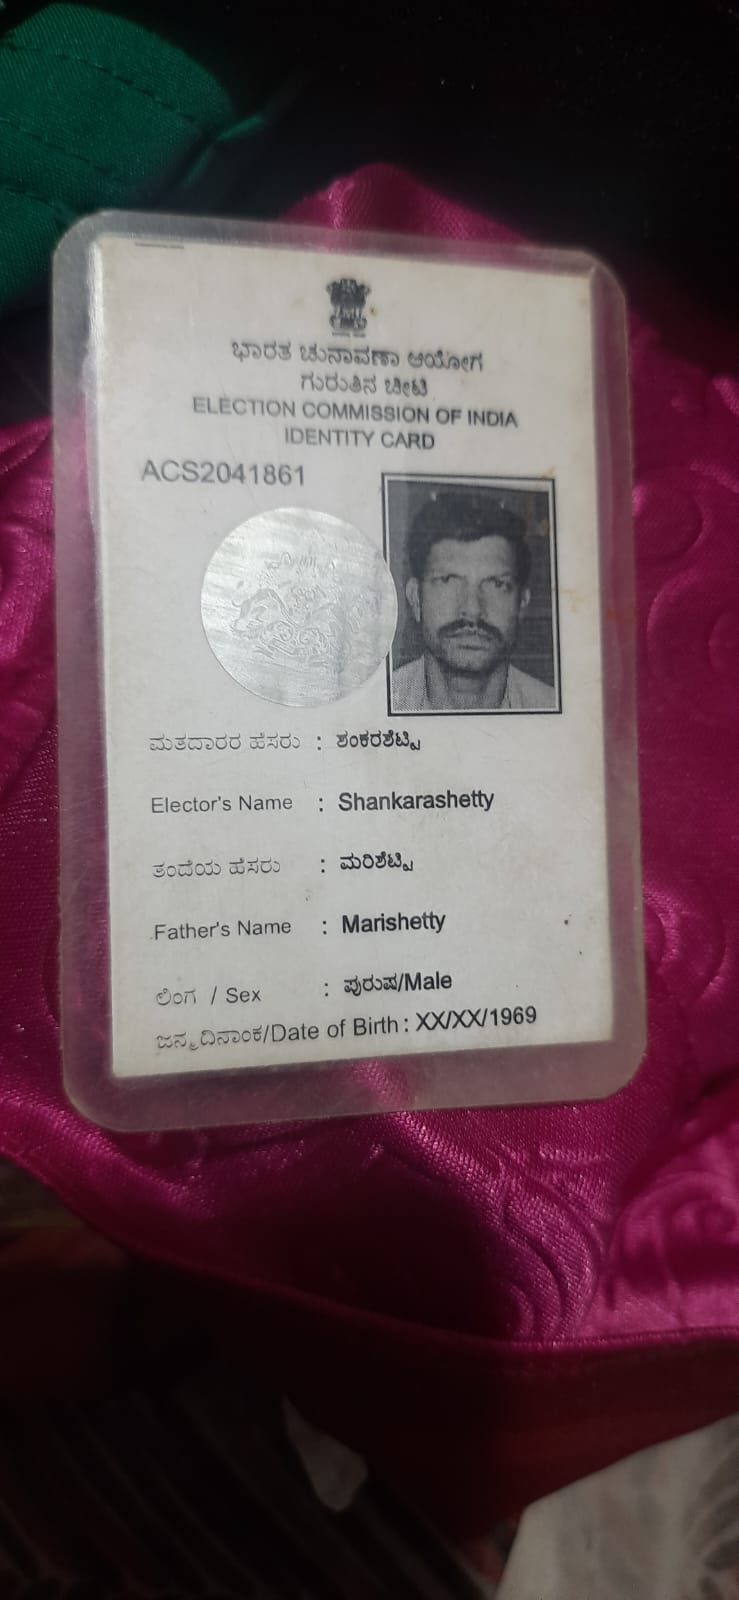 ಭಾರತ ಚುನಾವಣಾ ಆಯೋಗ
ಗುರುತಿನ ಚೀಟಿ
ELECTION COMMISSION OF INDIA
IDENTITY CARD
ACS2041861
ಮತದಾರರ ಹೆಸರು : ಶಂಕರಶೆಟ್ಟಿ
Elector's Name : Shankarashetty
ತಂದೆಯ ಹೆಸರು : ಮರಿಶೆಟ್ಟಿ
Father's Name : Marishetty
ಲಿಂಗ / Sex : ಪುರುಷ/Male
ಜನ್ಮದಿನಾಂಕ/Date of Birth : XX/XX/1969